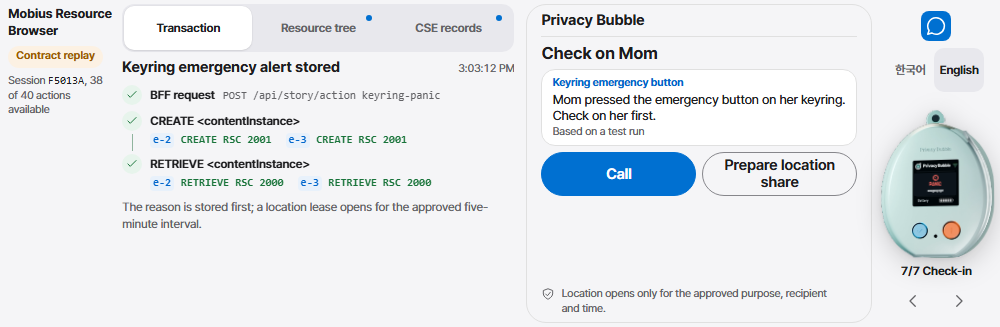 Mobius Resource
Browser
Contract replay
Session F5013A, 38
of 40 actions
available
Transaction
Resource tree
CSE records
Keyring emergency alert stored
3:03:12 PM
BFF request POST /api/story/action keyring-panic
CREATE <contentInstance>
e-2 CREATE RSC 2001 e-3 CREATE RSC 2001
RETRIEVE <contentInstance>
e-2 RETRIEVE RSC 2000 e-3 RETRIEVE RSC 2000
The reason is stored first; a location lease opens for the approved five-
minute interval.
Privacy Bubble
Check on Mom
Keyring emergency button
Mom pressed the emergency button on her keyring.
Check on her first.
Based on a test run
Call
Prepare location
share
Location opens only for the approved purpose, recipient
and time.
한국어
English
Privacy Bubble
Privacy Bubble
7/7 Check-in